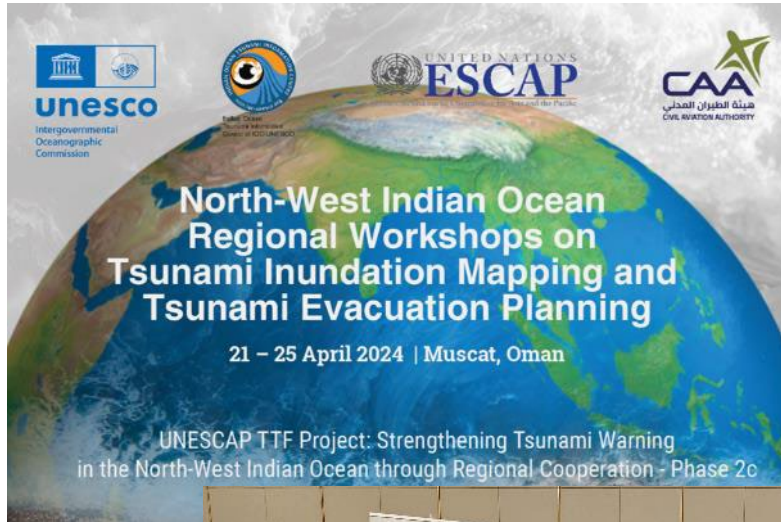 unesco
Intergovernmental
Oceanographic
Commission
UNITED NATIONS
ESCAP
CAA
هيئة الطيران المدني
CIVIL AVIATION AUTHORITY
North-West Indian Ocean
Regional Workshops on
Tsunami Inundation Mapping and
Tsunami Evacuation Planning
21 – 25 April 2024 | Muscat, Oman
UNESCAP TTF Project: Strengthening Tsunami Warning
in the North-West Indian Ocean through Regional Cooperation - Phase 2c